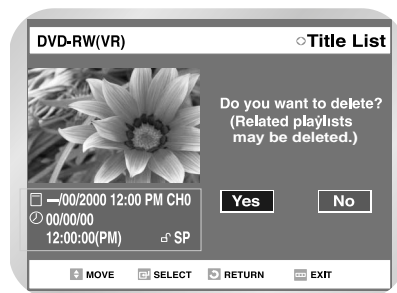 DVD-RW(VR)
Title List
Do you want to delete?
(Related playlists
may be deleted.)
—/00/2000 12:00 PM CH0
00/00/00
12:00:00(PM) SP
Yes No
MOVE SELECT RETURN EXIT